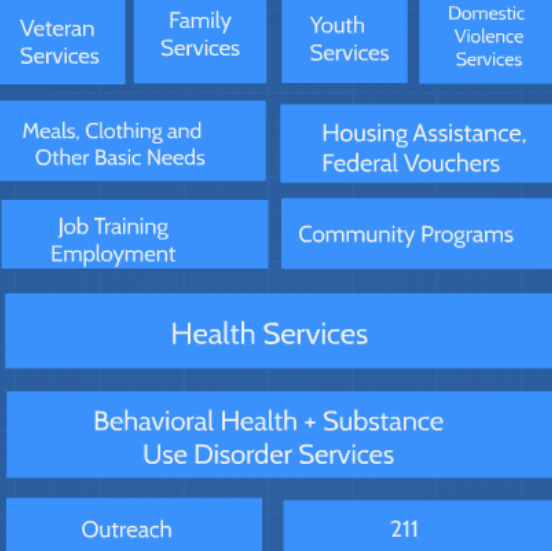 Veteran
Services
Family
Services
Youth
Services
Domestic
Violence
Services
Meals, Clothing and
Other Basic Needs
Housing Assistance,
Federal Vouchers
Job Training
Employment
Community Programs
Health Services
Behavioral Health + Substance
Use Disorder Services
Outreach
211